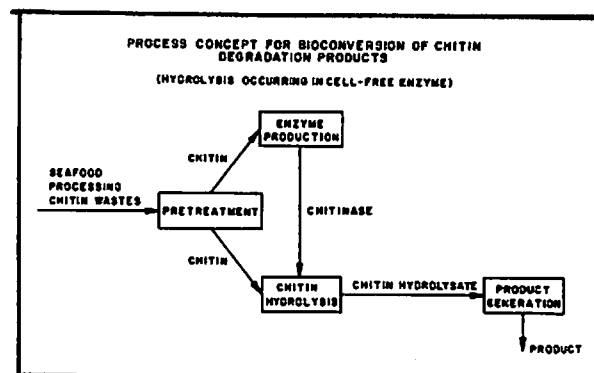 PROCESS CONCEPT FOR BIOCONVERSION OF CHITIN
DEGRADATION PRODUCTS
(HYDROLYSIS OCCURRING IN CELL-FREE ENZYME)
ENZYME
PRODUCTION
CHITIN
SEAFOOD
PROCESSING
CHITIN WASTES
PRETREATMENT
CHITINASE
CHITIN
CHITIN
HYDROLYSIS
CHITIN HYDROLYSATE
PRODUCT
GENERATION
PRODUCT